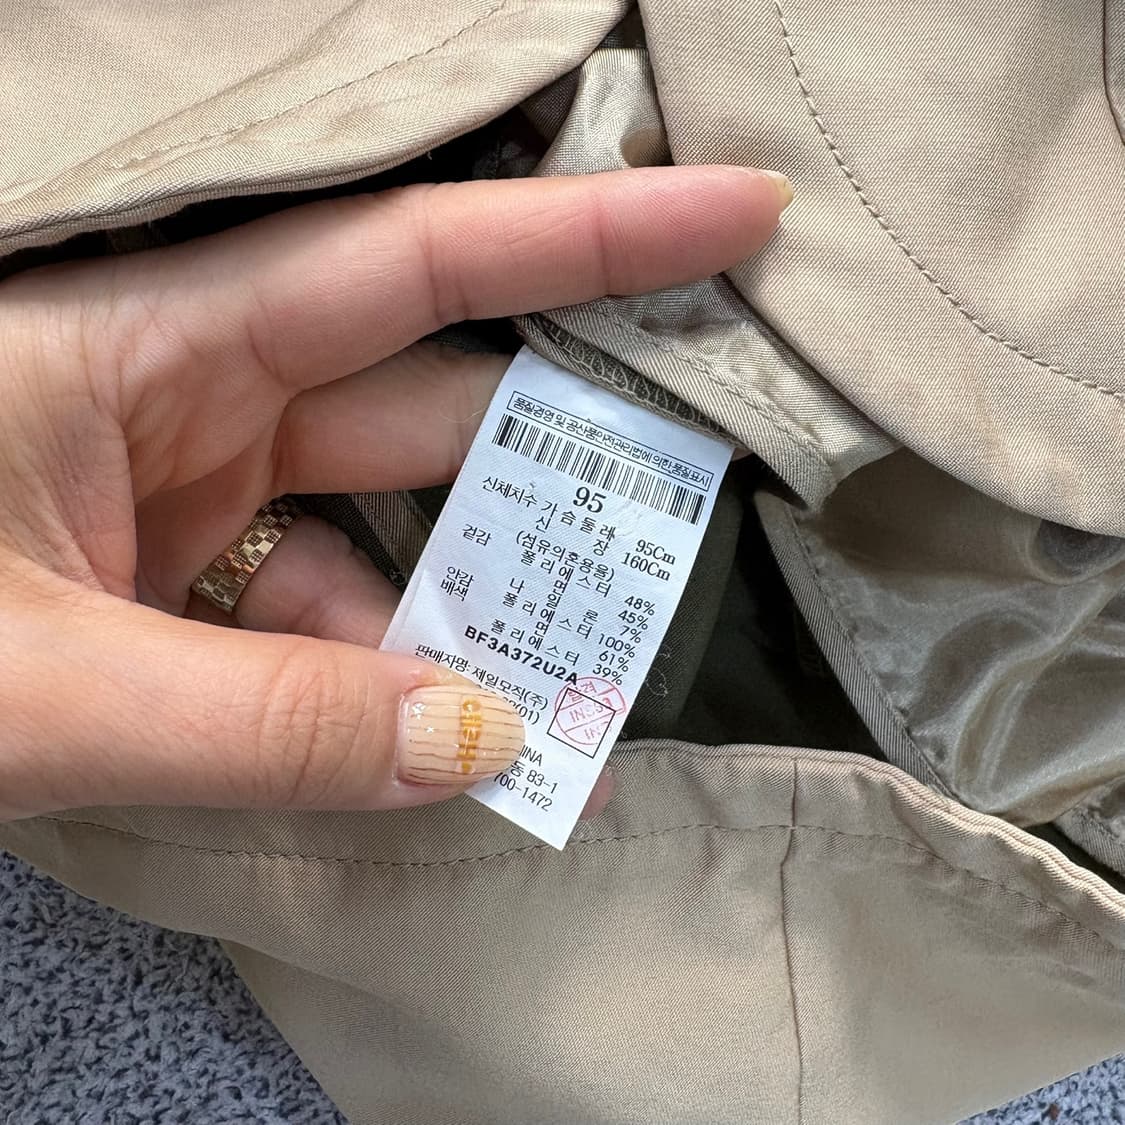 품질경영 및 공산품안전관리법에 의한 품질표시
95
신체치수 가슴둘레 95Cm
신장 160Cm
(섬유의혼용율)
겉감 폴리에스터 48%
면 45%
나일론 7%
안감 폴리에스터 100%
배색 면 61%
폴리에스터 39%
BF3A372U2A
판매자명: 제일모직(주)
INA
동 83-1
700-1472